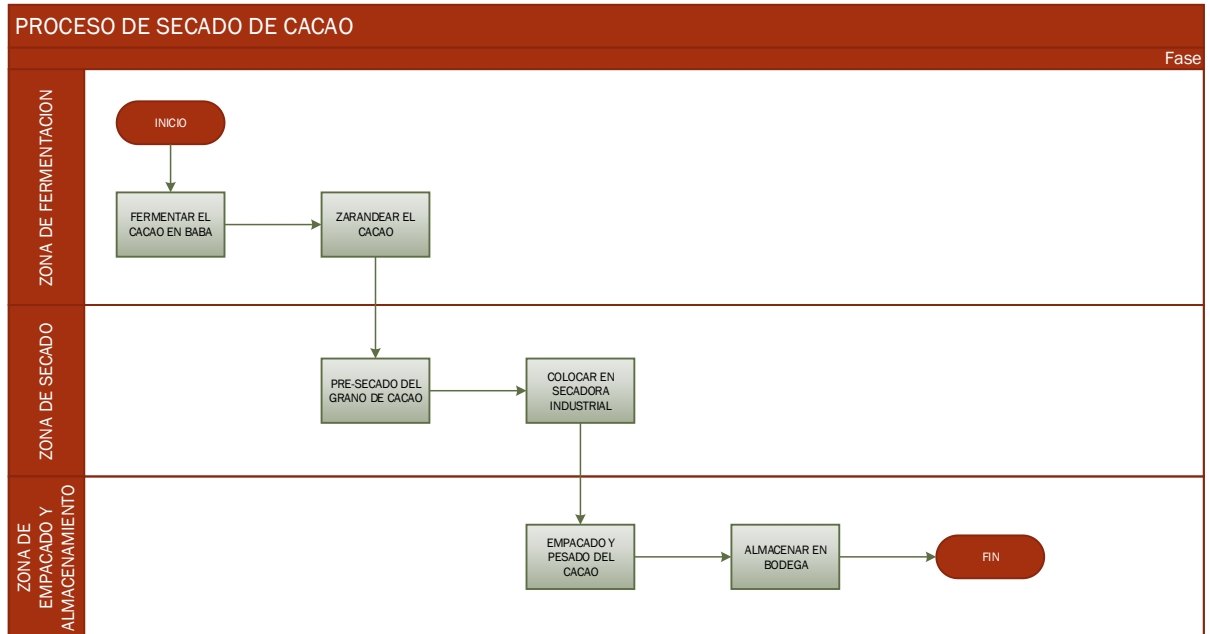 PROCESO DE SECADO DE CACAO
Fase
ZONA DE FERMENTACION
INICIO
FERMENTAR EL
CACAO EN BABA
ZARANDEAR EL
CACAO
ZONA DE SECADO
PRE-SECADO DEL
GRANO DE CACAO
COLOCAR EN
SECADORA
INDUSTRIAL
ZONA DE
EMPACADO Y
ALMACENAMIENTO
EMPACADO Y
PESADO DEL
CACAO
ALMACENAR EN
BODEGA
FIN